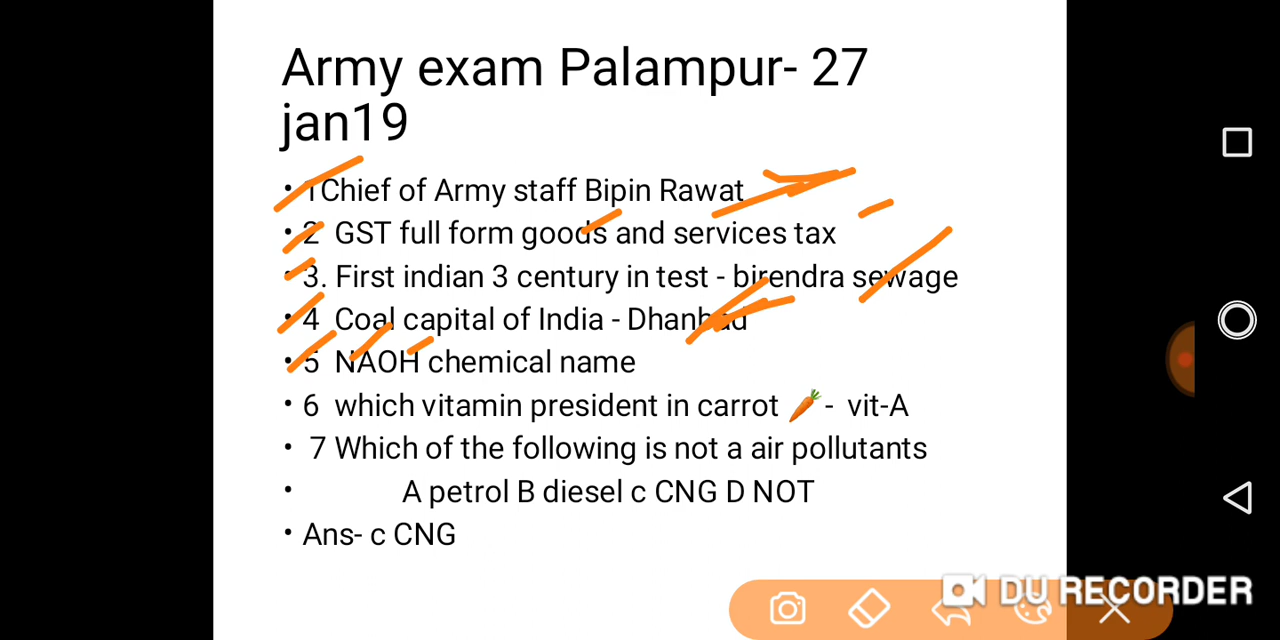 Army exam Palampur- 27
jan19
• 1Chief of Army staff Bipin Rawat
• 2 GST full form goods and services tax
• 3. First indian 3 century in test - birendra sewage
• 4 Coal capital of India - Dhanbad
• 5 NAOH chemical name
• 6 which vitamin president in carrot 🥕- vit-A
• 7 Which of the following is not a air pollutants
• A petrol B diesel c CNG D NOT
• Ans- c CNG
DU RECORDER